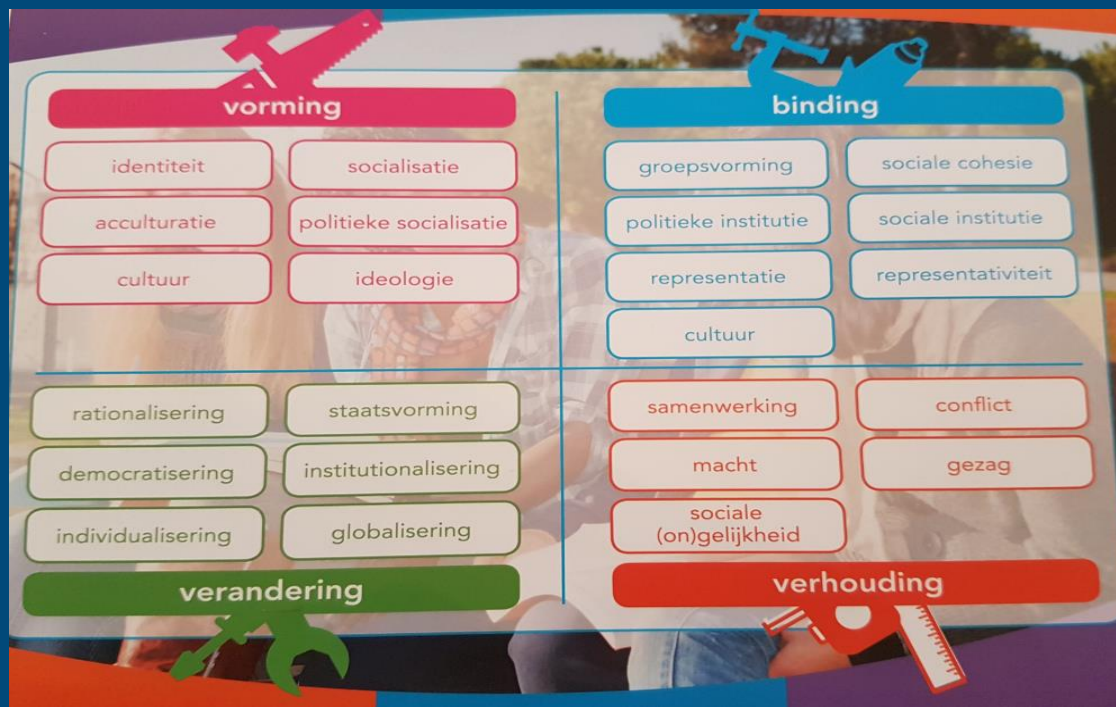 vorming
identiteit
socialisatie
acculturatie
politieke socialisatie
cultuur
ideologie
binding
groepsvorming
sociale cohesie
politieke institutie
sociale institutie
representatie
representativiteit
cultuur
rationalisering
staatsvorming
democratisering
institutionalisering
individualisering
globalisering
verandering
samenwerking
conflict
macht
gezag
sociale
(on)gelijkheid
verhouding